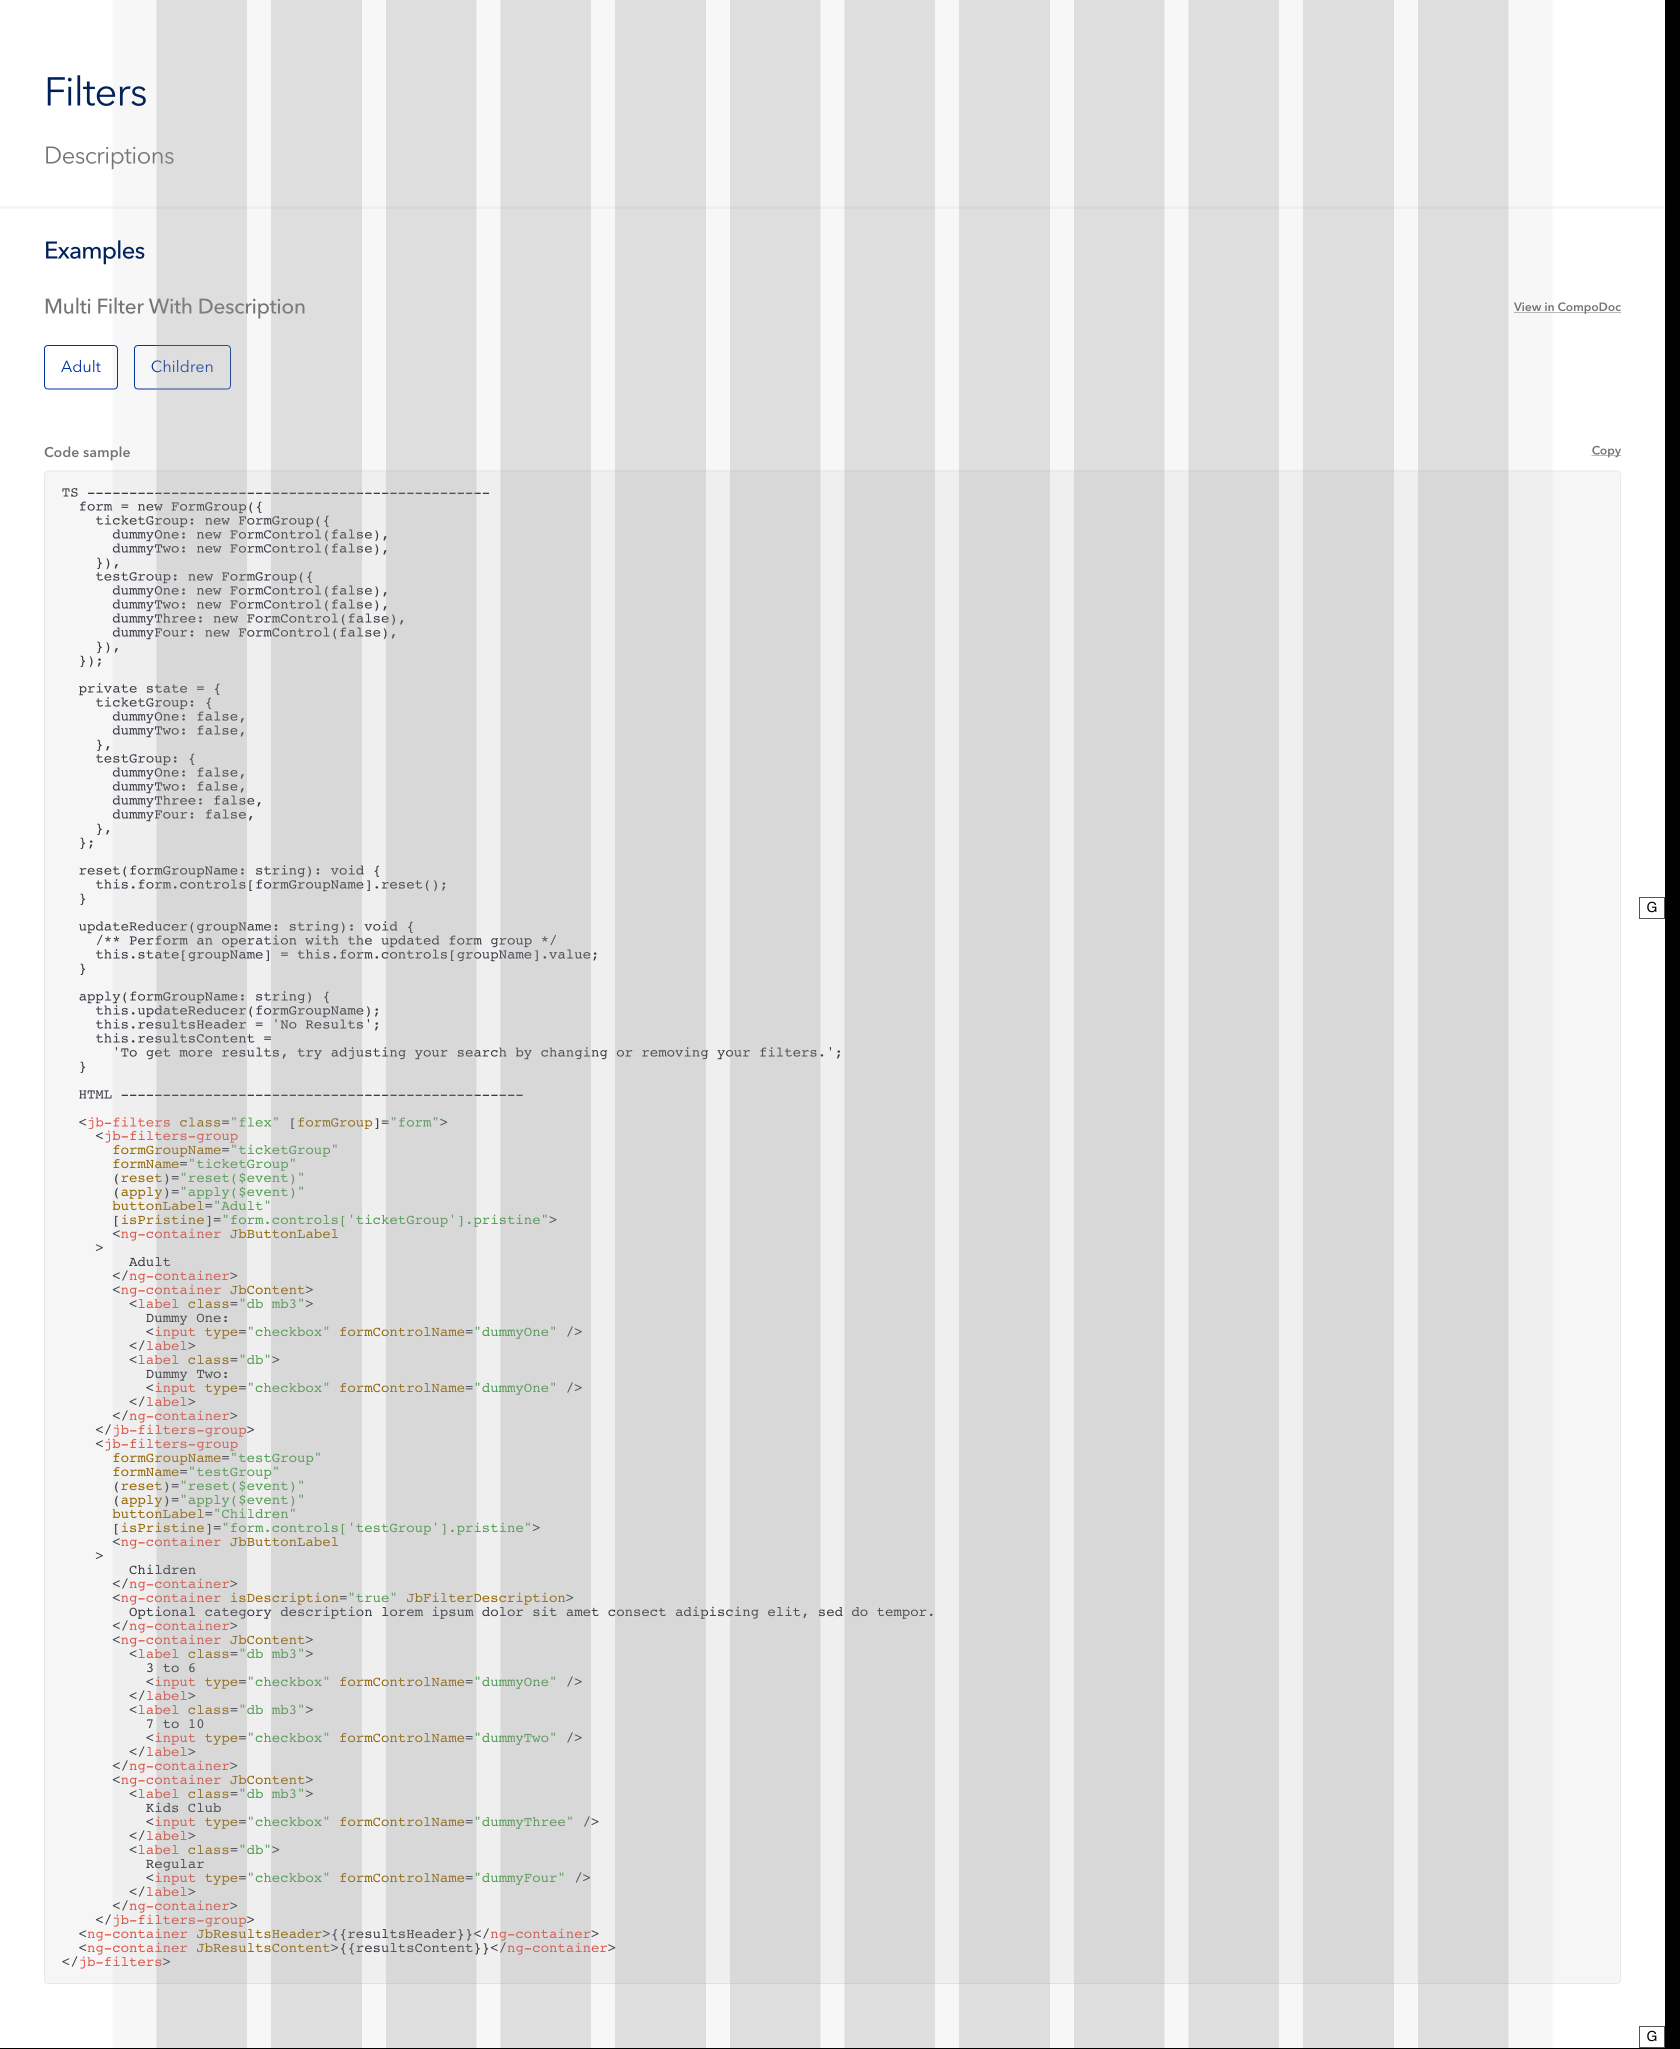 Filters
Descriptions
Examples
Multi Filter With Description
View in CompoDoc
Adult
Children
Code sample
Copy
TS ------------------------------------------------
  form = new FormGroup({
    ticketGroup: new FormGroup({
      dummyOne: new FormControl(false),
      dummyTwo: new FormControl(false),
    }),
    testGroup: new FormGroup({
      dummyOne: new FormControl(false),
      dummyTwo: new FormControl(false),
      dummyThree: new FormControl(false),
      dummyFour: new FormControl(false),
    }),
  });

  private state = {
    ticketGroup: {
      dummyOne: false,
      dummyTwo: false,
    },
    testGroup: {
      dummyOne: false,
      dummyTwo: false,
      dummyThree: false,
      dummyFour: false,
    },
  };

  reset(formGroupName: string): void {
    this.form.controls[formGroupName].reset();
  }

  updateReducer(groupName: string): void {
    /** Perform an operation with the updated form group */
    this.state[groupName] = this.form.controls[groupName].value;
  }

  apply(formGroupName: string) {
    this.updateReducer(formGroupName);
    this.resultsHeader = 'No Results';
    this.resultsContent =
      'To get more results, try adjusting your search by changing or removing your filters.';
  }

  HTML ------------------------------------------------

  <jb-filters class="flex" [formGroup]="form">
    <jb-filters-group
      formGroupName="ticketGroup"
      formName="ticketGroup"
      (reset)="reset($event)"
      (apply)="apply($event)"
      buttonLabel="Adult"
      [isPristine]="form.controls['ticketGroup'].pristine">
      <ng-container JbButtonLabel
    >
        Adult
      </ng-container>
      <ng-container JbContent>
        <label class="db mb3">
          Dummy One:
          <input type="checkbox" formControlName="dummyOne" />
        </label>
        <label class="db">
          Dummy Two:
          <input type="checkbox" formControlName="dummyOne" />
        </label>
      </ng-container>
    </jb-filters-group>
    <jb-filters-group
      formGroupName="testGroup"
      formName="testGroup"
      (reset)="reset($event)"
      (apply)="apply($event)"
      buttonLabel="Children"
      [isPristine]="form.controls['testGroup'].pristine">
      <ng-container JbButtonLabel
    >
        Children
      </ng-container>
      <ng-container isDescription="true" JbFilterDescription>
        Optional category description lorem ipsum dolor sit amet consect adipiscing elit, sed do tempor.
      </ng-container>
      <ng-container JbContent>
        <label class="db mb3">
          3 to 6
          <input type="checkbox" formControlName="dummyOne" />
        </label>
        <label class="db mb3">
          7 to 10
          <input type="checkbox" formControlName="dummyTwo" />
        </label>
      </ng-container>
      <ng-container JbContent>
        <label class="db mb3">
          Kids Club
          <input type="checkbox" formControlName="dummyThree" />
        </label>
        <label class="db">
          Regular
          <input type="checkbox" formControlName="dummyFour" />
        </label>
      </ng-container>
    </jb-filters-group>
  <ng-container JbResultsHeader>{{resultsHeader}}</ng-container>
  <ng-container JbResultsContent>{{resultsContent}}</ng-container>
</jb-filters>
G
G